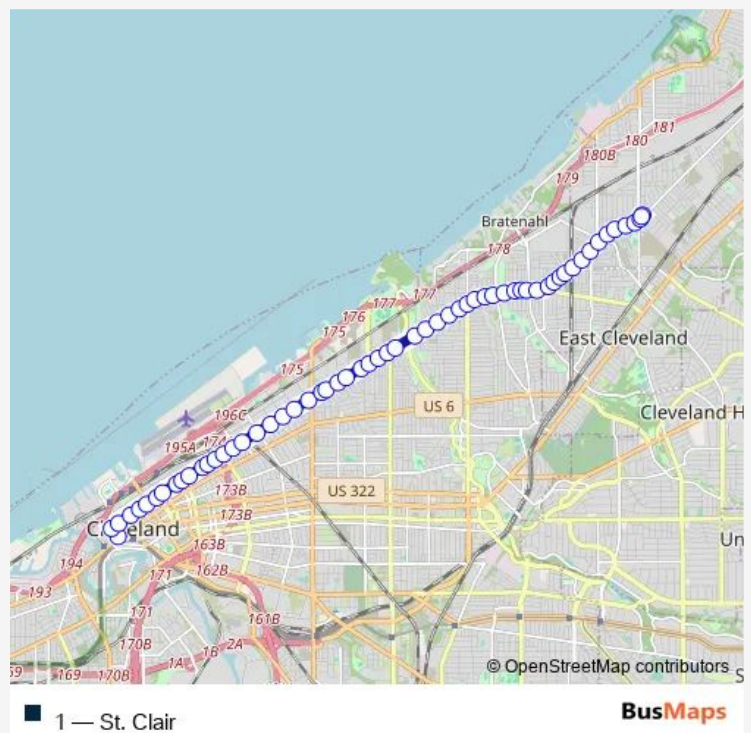 181
180
180B
179
Bratenahl
178
177
177
176
175
East Cleveland
175
196C
US 6
Cleveland H
174
195A
173B
US 322
173B
Cleveland
163B
Un
194
162B
171
193
171
161B
170B
2A
1B
1A
69
169
170B
© OpenStreetMap contributors
S
1 — St. Clair
BusMaps